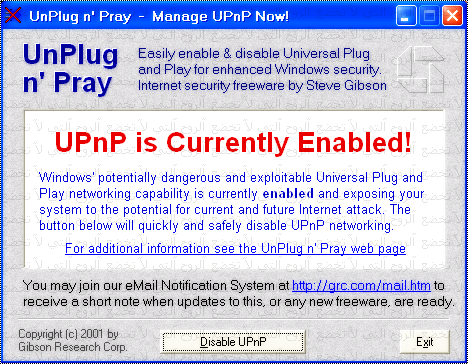 UnPlug n' Pray - Manage UPnP Now!
UnPlug
n' Pray
Easily enable & disable Universal Plug
and Play for enhanced Windows security.
Internet security freeware by Steve Gibson
UPnP is Currently Enabled!
Windows' potentially dangerous and exploitable Universal Plug and
Play networking capability is currently enabled and exposing your
system to the potential for current and future Internet attack. The
button below will quickly and safely disable UPnP networking.
For additional information see the UnPlug n' Pray web page
You may join our eMail Notification System at http://grc.com/mail.htm to
receive a short note when updates to this, or any new freeware, are ready.
Copyright (c) 2001 by
Gibson Research Corp.
Disable UPnP
Exit